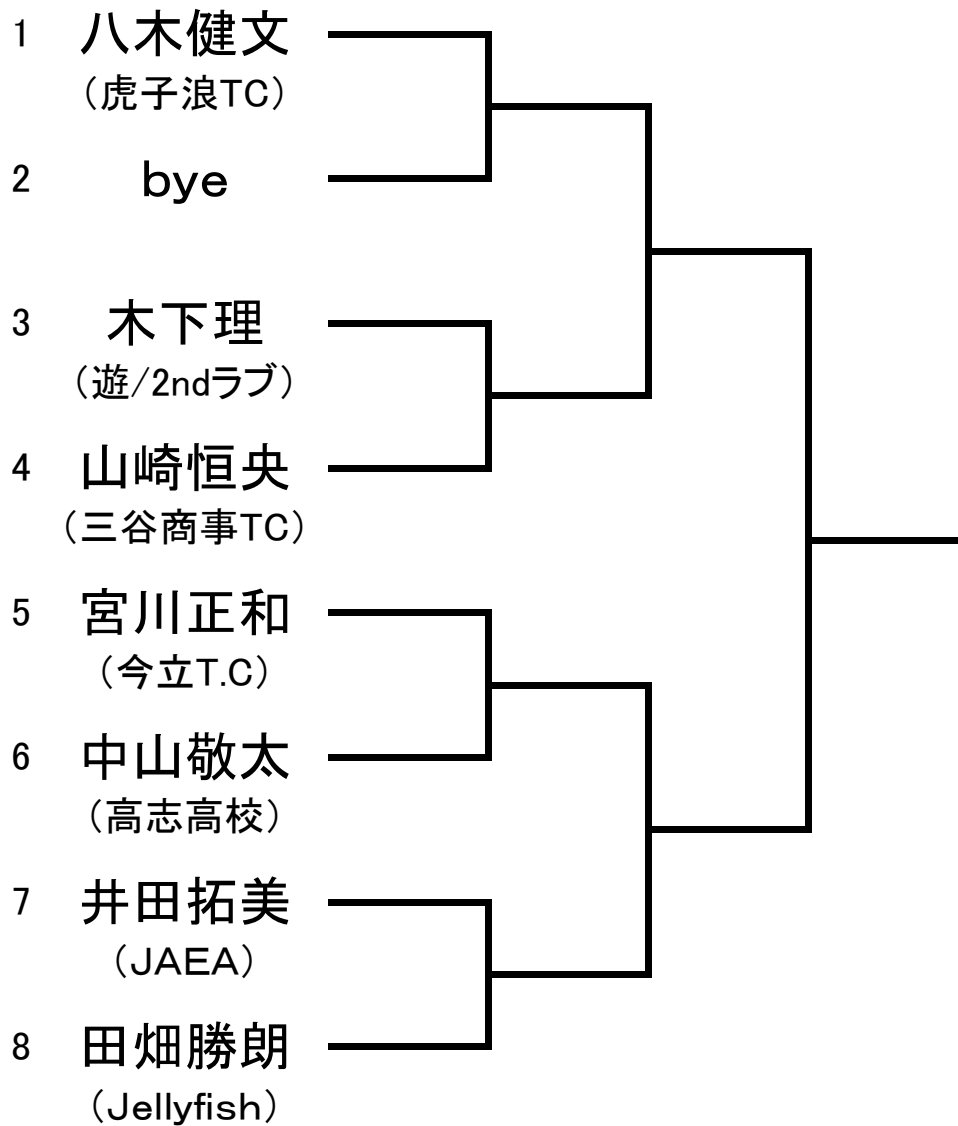 1 八木健文
（虎子浪TC）
2 bye
3 木下理
（遊/2ndラブ）
4 山崎恒央
（三谷商事TC）
5 宮川正和
（今立T.C）
6 中山敬太
（高志高校）
7 井田拓美
（JAEA）
8 田畑勝朗
（Jellyfish）